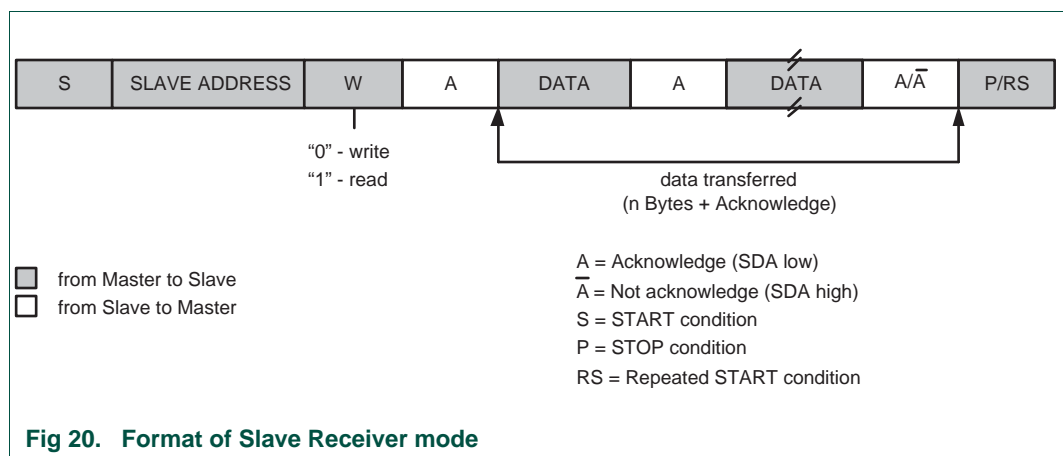 S SLAVE ADDRESS W A DATA A DATA A/A̅ P/RS
“0” - write
“1” - read
data transferred
(n Bytes + Acknowledge)
from Master to Slave
from Slave to Master
A = Acknowledge (SDA low)
A̅ = Not acknowledge (SDA high)
S = START condition
P = STOP condition
RS = Repeated START condition
Fig 20. Format of Slave Receiver mode